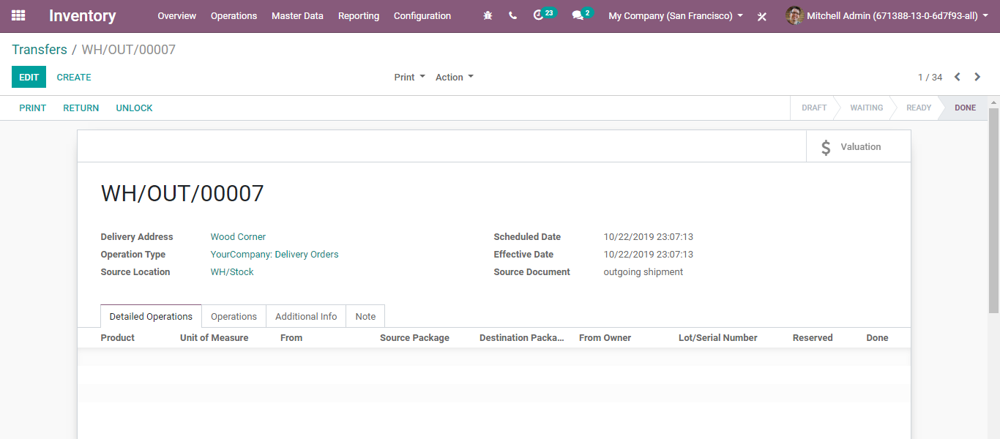 Inventory Overview Operations Master Data Reporting Configuration 23 2 My Company (San Francisco) Mitchell Admin (671388-13-0-6d7f93-all)
Transfers / WH/OUT/00007
EDIT CREATE Print Action 1 / 34
PRINT RETURN UNLOCK DRAFT WAITING READY DONE
$ Valuation
WH/OUT/00007
Delivery Address Wood Corner Scheduled Date 10/22/2019 23:07:13
Operation Type YourCompany: Delivery Orders Effective Date 10/22/2019 23:07:13
Source Location WH/Stock Source Document outgoing shipment
Detailed Operations Operations Additional Info Note
Product Unit of Measure From Source Package Destination Packa... From Owner Lot/Serial Number Reserved Done